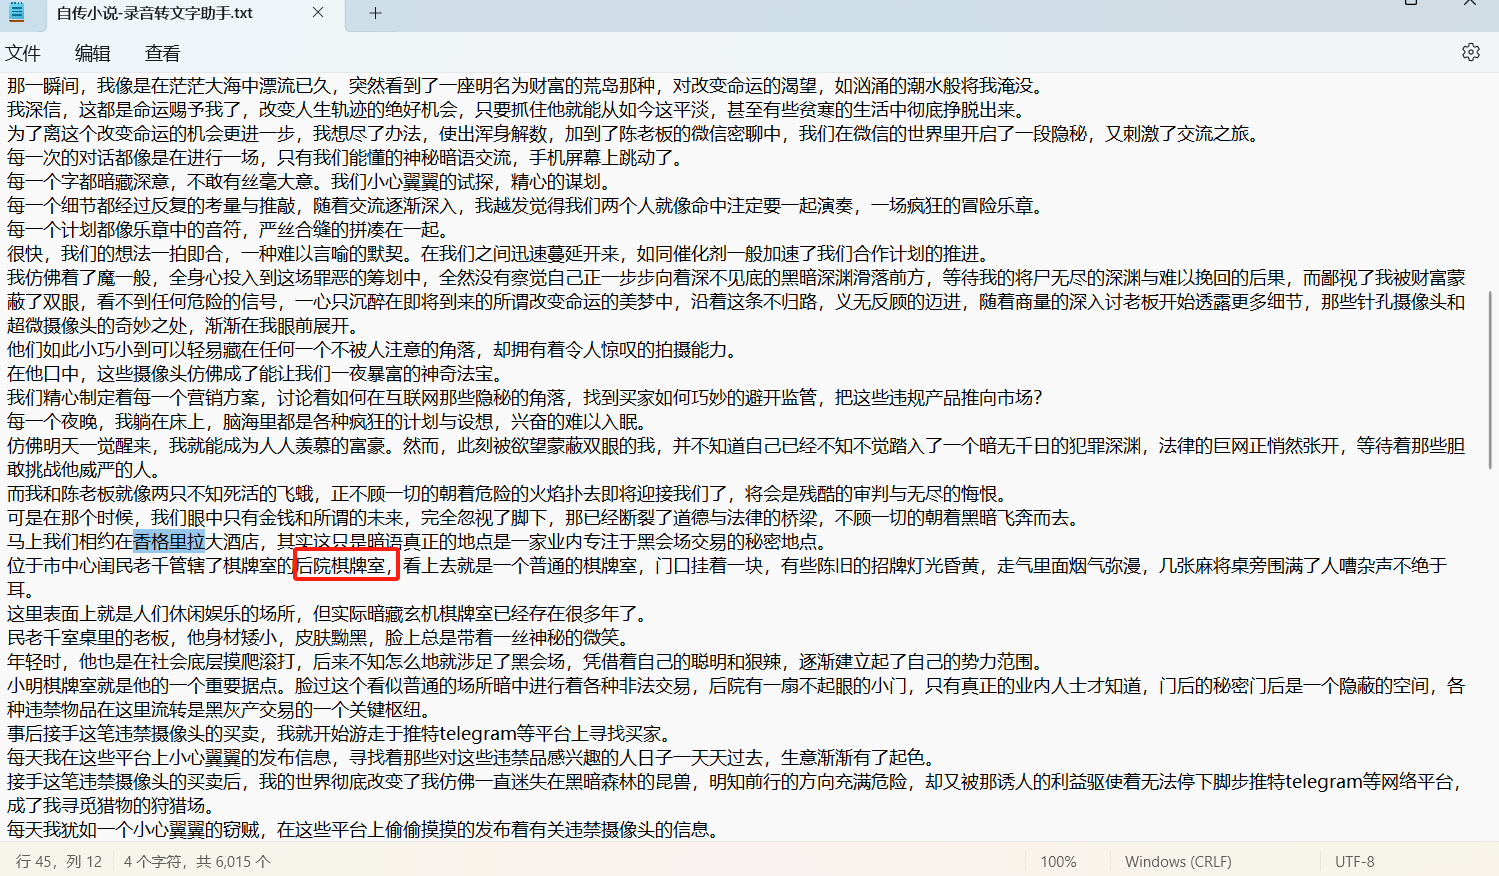 自传小说-录音转文字助手.txt
文件 编辑 查看
那一瞬间，我像是在茫茫大海中漂流已久，突然看到了一座明名为财富的荒岛那种，对改变命运的渴望，如汹涌的潮水般将我淹没。
我深信，这都是命运赐予我了，改变人生轨迹的绝好机会，只要抓住他就能从如今这平淡，甚至有些贫寒的生活中彻底挣脱出来。
为了离这个改变命运的机会更进一步，我想尽了办法，使出浑身解数，加到了陈老板的微信密聊中，我们在微信的世界里开启了一段隐秘，又刺激了交流之旅。
每一次的对话都像是在进行一场，只有我们能懂的神秘暗语交流，手机屏幕上跳动了。
每一个字都暗藏深意，不敢有丝毫大意。我们小心翼翼的试探，精心的谋划。
每一个细节都经过反复的考量与推敲，随着交流逐渐深入，我越发觉得我们两个人就像命中注定要一起演奏，一场疯狂的冒险乐章。
每一个计划都像乐章中的音符，严丝合缝的拼凑在一起。
很快，我们的想法一拍即合，一种难以言喻的默契。在我们之间迅速蔓延开来，如同催化剂一般加速了我们合作计划的推进。
我仿佛着了魔一般，全身心投入到这场罪恶的筹划中，全然没有察觉自己正一步步向着深不见底的黑暗深渊滑落前方，等待我的将尸无尽的深渊与难以挽回的后果，而鄙视了我被财富蒙
蔽了双眼，看不到任何危险的信号，一心只沉醉在即将到来的所谓改变命运的美梦中，沿着这条不归路，义无反顾的迈进，随着商量的深入讨老板开始透露更多细节，那些针孔摄像头和
超微摄像头的奇妙之处，渐渐在我眼前展开。
他们如此小巧小到可以轻易藏在任何一个不被人注意的角落，却拥有着令人惊叹的拍摄能力。
在他口中，这些摄像头仿佛成了能让我们一夜暴富的神奇法宝。
我们精心制定着每一个营销方案，讨论着如何在互联网那些隐秘的角落，找到买家如何巧妙的避开监管，把这些违规产品推向市场?
每一个夜晚，我躺在床上，脑海里都是各种疯狂的计划与设想，兴奋的难以入眠。
仿佛明天一觉醒来，我就能成为人人羡慕的富豪。然而，此刻被欲望蒙蔽双眼的我，并不知道自己已经不知不觉踏入了一个暗无千日的犯罪深渊，法律的巨网正悄然张开，等待着那些胆
敢挑战他威严的人。
而我和陈老板就像两只不知死活的飞蛾，正不顾一切的朝着危险的火焰扑去即将迎接我们了，将会是残酷的审判与无尽的悔恨。
可是在那个时候，我们眼中只有金钱和所谓的未来，完全忽视了脚下，那已经断裂了道德与法律的桥梁，不顾一切的朝着黑暗飞奔而去。
马上我们相约在香格里拉大酒店，其实这只是暗语真正的地点是一家业内专注于黑会场交易的秘密地点。
位于市中心闺民老千管辖了棋牌室的后院棋牌室，看上去就是一个普通的棋牌室，门口挂着一块，有些陈旧的招牌灯光昏黄，走气里面烟气弥漫，几张麻将桌旁围满了人嘈杂声不绝于
耳。
这里表面上就是人们休闲娱乐的场所，但实际暗藏玄机棋牌室已经存在很多年了。
民老千室桌里的老板，他身材矮小，皮肤黝黑，脸上总是带着一丝神秘的微笑。
年轻时，他也是在社会底层摸爬滚打，后来不知怎么地就涉足了黑会场，凭借着自己的聪明和狠辣，逐渐建立起了自己的势力范围。
小明棋牌室就是他的一个重要据点。脸过这个看似普通的场所暗中进行着各种非法交易，后院有一扇不起眼的小门，只有真正的业内人士才知道，门后的秘密门后是一个隐蔽的空间，各
种违禁物品在这里流转是黑灰产交易的一个关键枢纽。
事后接手这笔违禁摄像头的买卖，我就开始游走于推特telegram等平台上寻找买家。
每天我在这些平台上小心翼翼的发布信息，寻找着那些对这些违禁品感兴趣的人日子一天天过去，生意渐渐有了起色。
接手这笔违禁摄像头的买卖后，我的世界彻底改变了我仿佛一直迷失在黑暗森林的昆兽，明知前行的方向充满危险，却又被那诱人的利益驱使着无法停下脚步推特telegram等网络平台，
成了我寻觅猎物的狩猎场。
每天我犹如一个小心翼翼的窃贼，在这些平台上偷偷摸摸的发布着有关违禁摄像头的信息。
行 45，列 12 4 个字符，共 6,015 个 100% Windows (CRLF) UTF-8